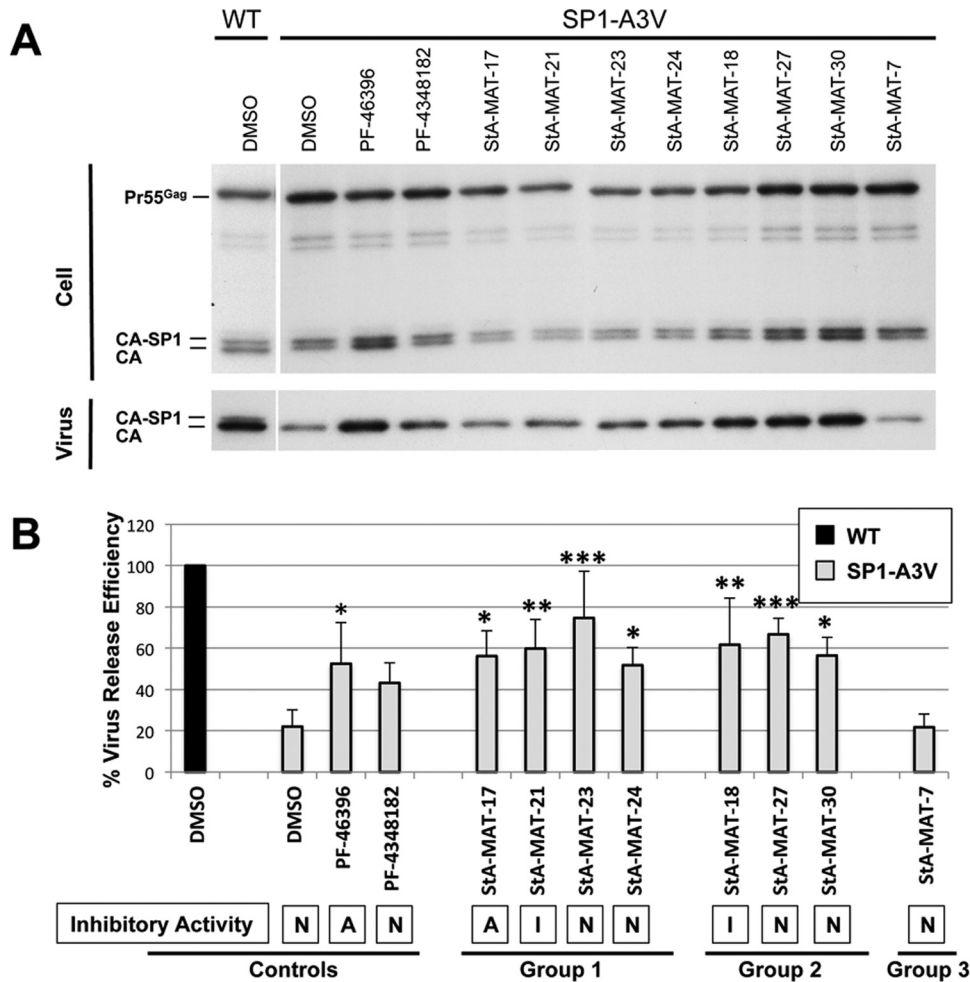 A
WT
SP1-A3V
DMSO
DMSO
PF-46396
PF-4348182
StA-MAT-17
StA-MAT-21
StA-MAT-23
StA-MAT-24
StA-MAT-18
StA-MAT-27
StA-MAT-30
StA-MAT-7
Cell
Pr55Gag
CA-SP1
CA
Virus
CA-SP1
CA
B
% Virus Release Efficiency
120
100
80
60
40
20
0
WT
SP1-A3V
*
*
**
***
*
**
***
*
DMSO
DMSO
PF-46396
PF-4348182
StA-MAT-17
StA-MAT-21
StA-MAT-23
StA-MAT-24
StA-MAT-18
StA-MAT-27
StA-MAT-30
StA-MAT-7
Inhibitory Activity N A N A I N N I N N N
Controls Group 1 Group 2 Group 3